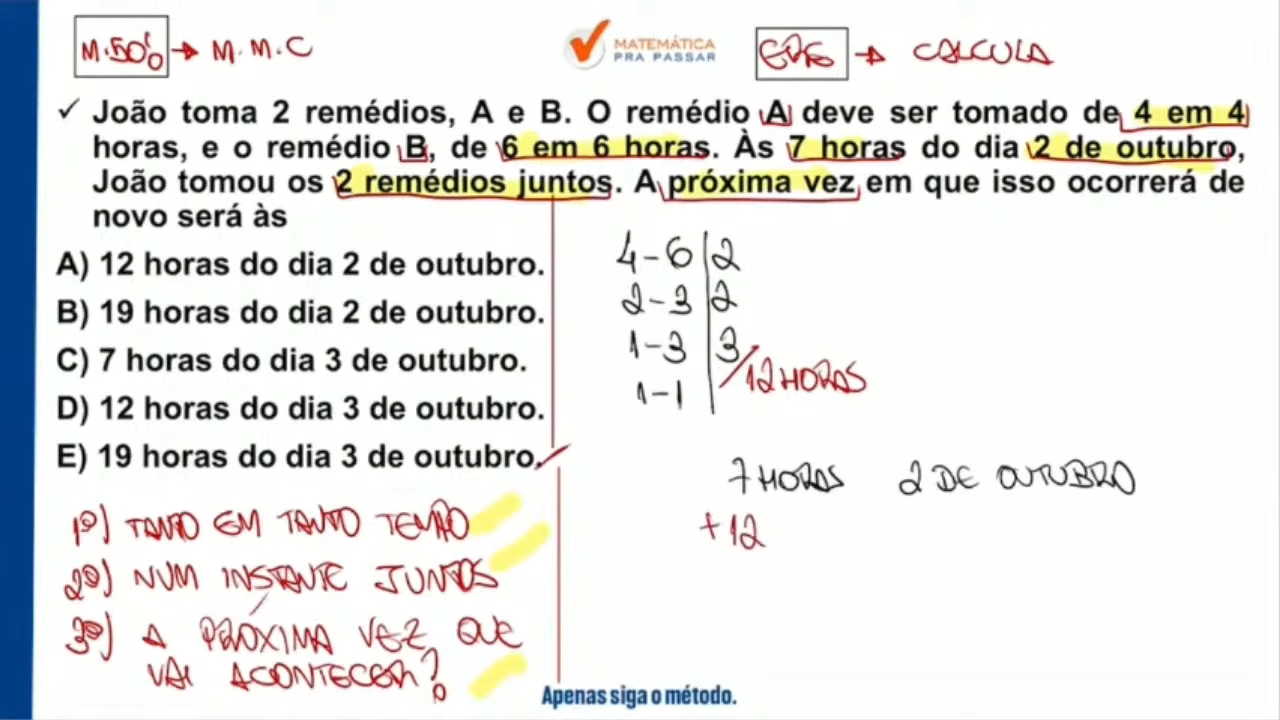 M.50% → M.M.C
MATEMÁTICA
PRA PASSAR
→ CALCULA
✓ João toma 2 remédios, A e B. O remédio A deve ser tomado de 4 em 4
horas, e o remédio B, de 6 em 6 horas. Às 7 horas do dia 2 de outubro,
João tomou os 2 remédios juntos. A próxima vez em que isso ocorrerá de
novo será às
A) 12 horas do dia 2 de outubro.
B) 19 horas do dia 2 de outubro.
C) 7 horas do dia 3 de outubro.
D) 12 horas do dia 3 de outubro.
E) 19 horas do dia 3 de outubro.
4-6 | 2
2-3 | 2
1-3 | 3
1-1 | / 12 HORAS
7 HORAS 2 DE OUTUBRO
+12
1º) TANTO EM TANTO TEMPO
2º) NUM INSTANTE JUNTOS
3º) A PRÓXIMA VEZ QUE
VAI ACONTECER?
Apenas siga o método.